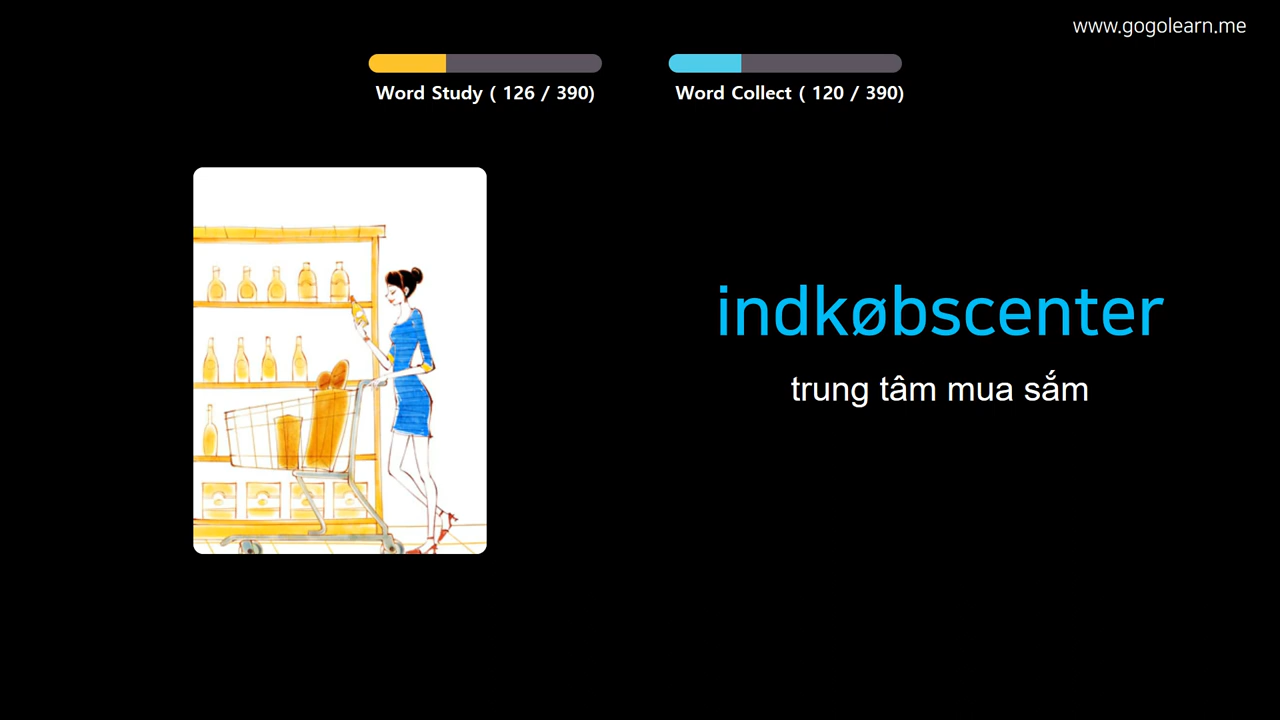 www.gogolearn.me
Word Study ( 126 / 390)
Word Collect ( 120 / 390)
indkøbscenter
trung tâm mua sắm